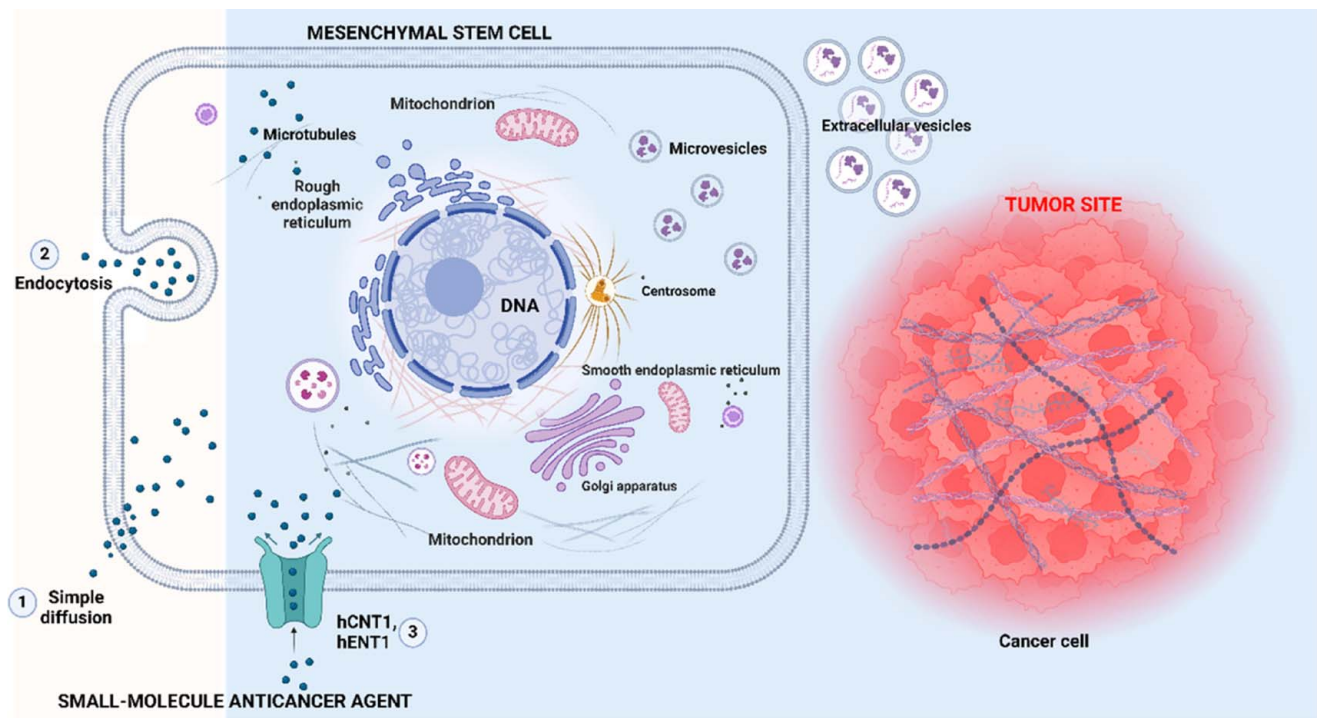 MESENCHYMAL STEM CELL
Mitochondrion
Microtubules
Extracellular vesicles
Microvesicles
Rough
endoplasmic
reticulum
TUMOR SITE
2
Endocytosis
Centrosome
DNA
Smooth endoplasmic reticulum
Golgi apparatus
Mitochondrion
1
Simple
diffusion
hCNT1,
hENT1
3
Cancer cell
SMALL-MOLECULE ANTICANCER AGENT